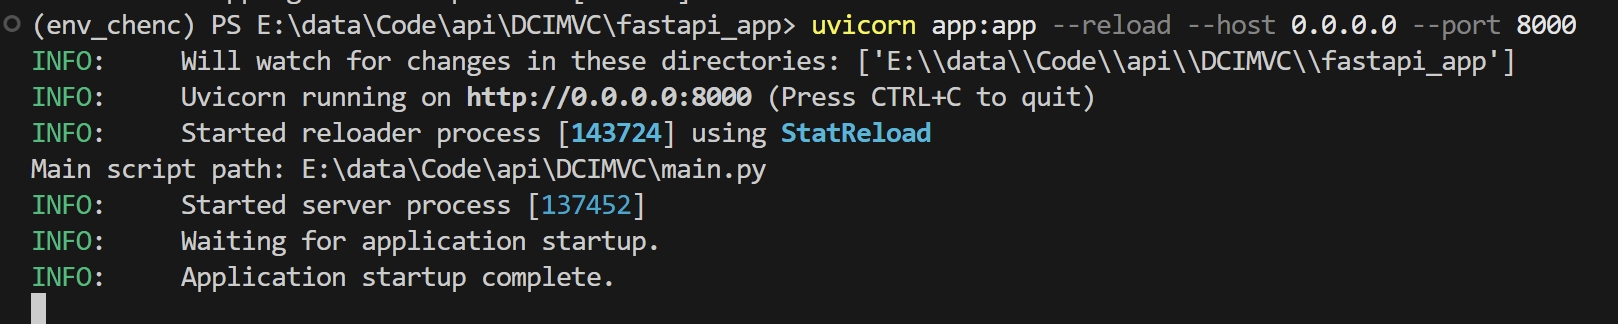 (env_chenc) PS E:\data\Code\api\DCIMVC\fastapi_app> uvicorn app:app --reload --host 0.0.0.0 --port 8000
INFO:     Will watch for changes in these directories: ['E:\\data\\Code\\api\\DCIMVC\\fastapi_app']
INFO:     Uvicorn running on http://0.0.0.0:8000 (Press CTRL+C to quit)
INFO:     Started reloader process [143724] using StatReload
Main script path: E:\data\Code\api\DCIMVC\main.py
INFO:     Started server process [137452]
INFO:     Waiting for application startup.
INFO:     Application startup complete.